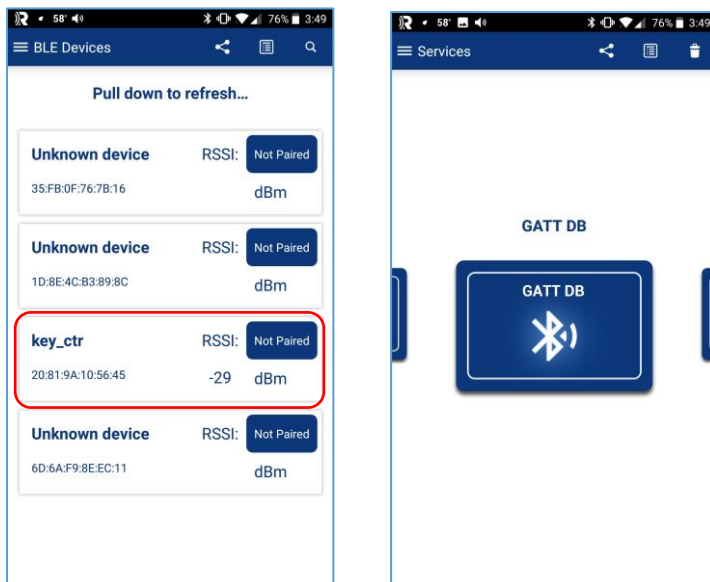 58° 76% 3:49
BLE Devices
Pull down to refresh...
Unknown device RSSI: Not Paired
35:FB:0F:76:7B:16 dBm
Unknown device RSSI: Not Paired
1D:8E:4C:B3:89:8C dBm
key_ctr RSSI: Not Paired
20:81:9A:10:56:45 -29 dBm
Unknown device RSSI: Not Paired
6D:6A:F9:8E:EC:11 dBm
58° 76% 3:49
Services
GATT DB
GATT DB